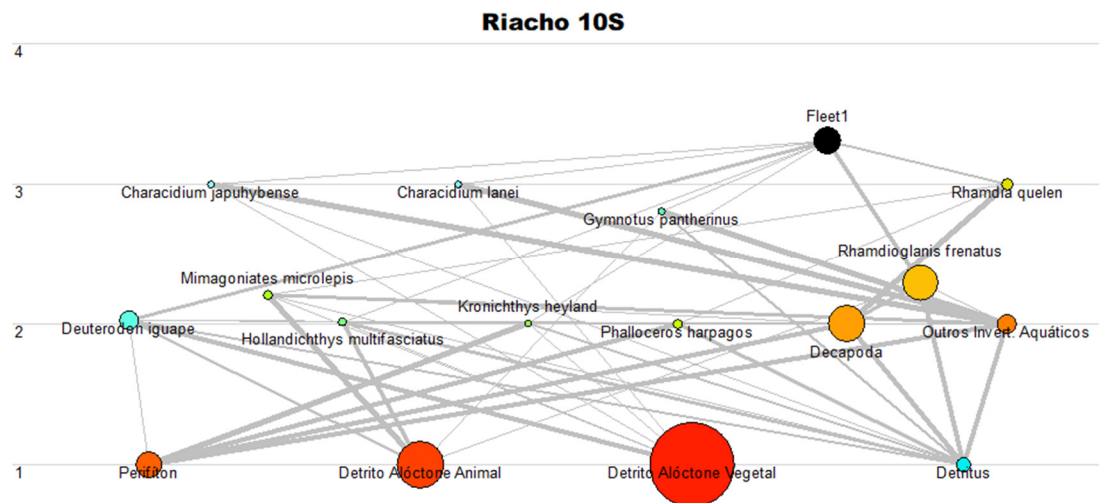 Riacho 10S
4
Fleet1
3
Characidium japuhybense
Characidium lanei
Rhamdia quelen
Gymnotus pantherinus
Rhamdioglanis frenatus
Mimagoniates microlepis
Kronichthys heyland
2
Deuterodon iguape
Hollandichthys multifasciatus
Phalloceros harpagos
Outros Invert. Aquáticos
Decapoda
1
Perifíton
Detrito Alóctone Animal
Detrito Alóctone Vegetal
Detritus